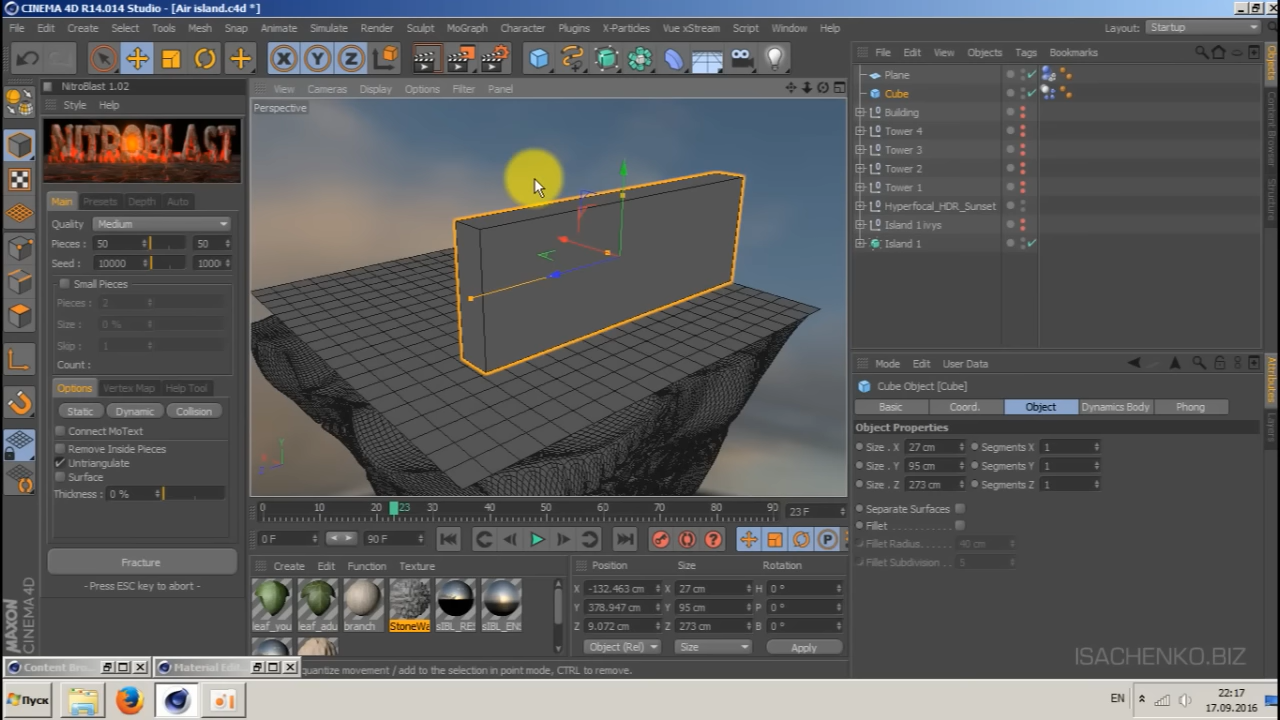 CINEMA 4D R14.014 Studio - [Air island.c4d *]
File Edit Create Select Tools Mesh Snap Animate Simulate Render Sculpt MoGraph Character Plugins X-Particles Vue xStream Script Window Help Layout: Startup
NitroBlast 1.02
Style Help
NITROBLAST
Main Presets Depth Auto
Quality Medium
Pieces: 50 50
Seed: 10000
Small Pieces
Pieces: 2
Size: 0 %
Skip: 1
Count:
Options Vertex Map Help Tool
Static Dynamic Collision
Connect MoText
Remove Inside Pieces
Untriangulate
Surface
Thickness: 0 %
Fracture
- Press ESC key to abort -
View Cameras Display Options Filter Panel
Perspective
0 10 20 23 30 40 50 60 70 80 90 23 F
0 F 90 F
Create Edit Function Texture
branch
Position Size Rotation
X -132.463 cm X 27 cm H 0 °
Y 378.947 cm Y 95 cm P 0 °
Z 9.072 cm Z 273 cm B 0 °
Object (Rel) Size Apply
File Edit View Objects Tags Bookmarks
Plane
Cube
Building
Tower 4
Tower 3
Tower 2
Tower 1
Hyperfocal_HDR_Sunset
Island 1 ivys
Island 1
Mode Edit User Data
Cube Object [Cube]
Basic Coord. Object Dynamics Body Phong
Object Properties
Size . X 27 cm Segments X 1
Size . Y 95 cm Segments Y 1
Size . Z 273 cm Segments Z 1
Separate Surfaces
Fillet
Fillet Radius 40 cm
Fillet Subdivision 5
Objects
Content Browser
Structure
Attributes
Layers
MAXON CINEMA 4D
quantize movement / add to the selection in point mode, CTRL to remove.
ISACHENKO.BIZ
Пуск
EN
22:17
17.09.2016